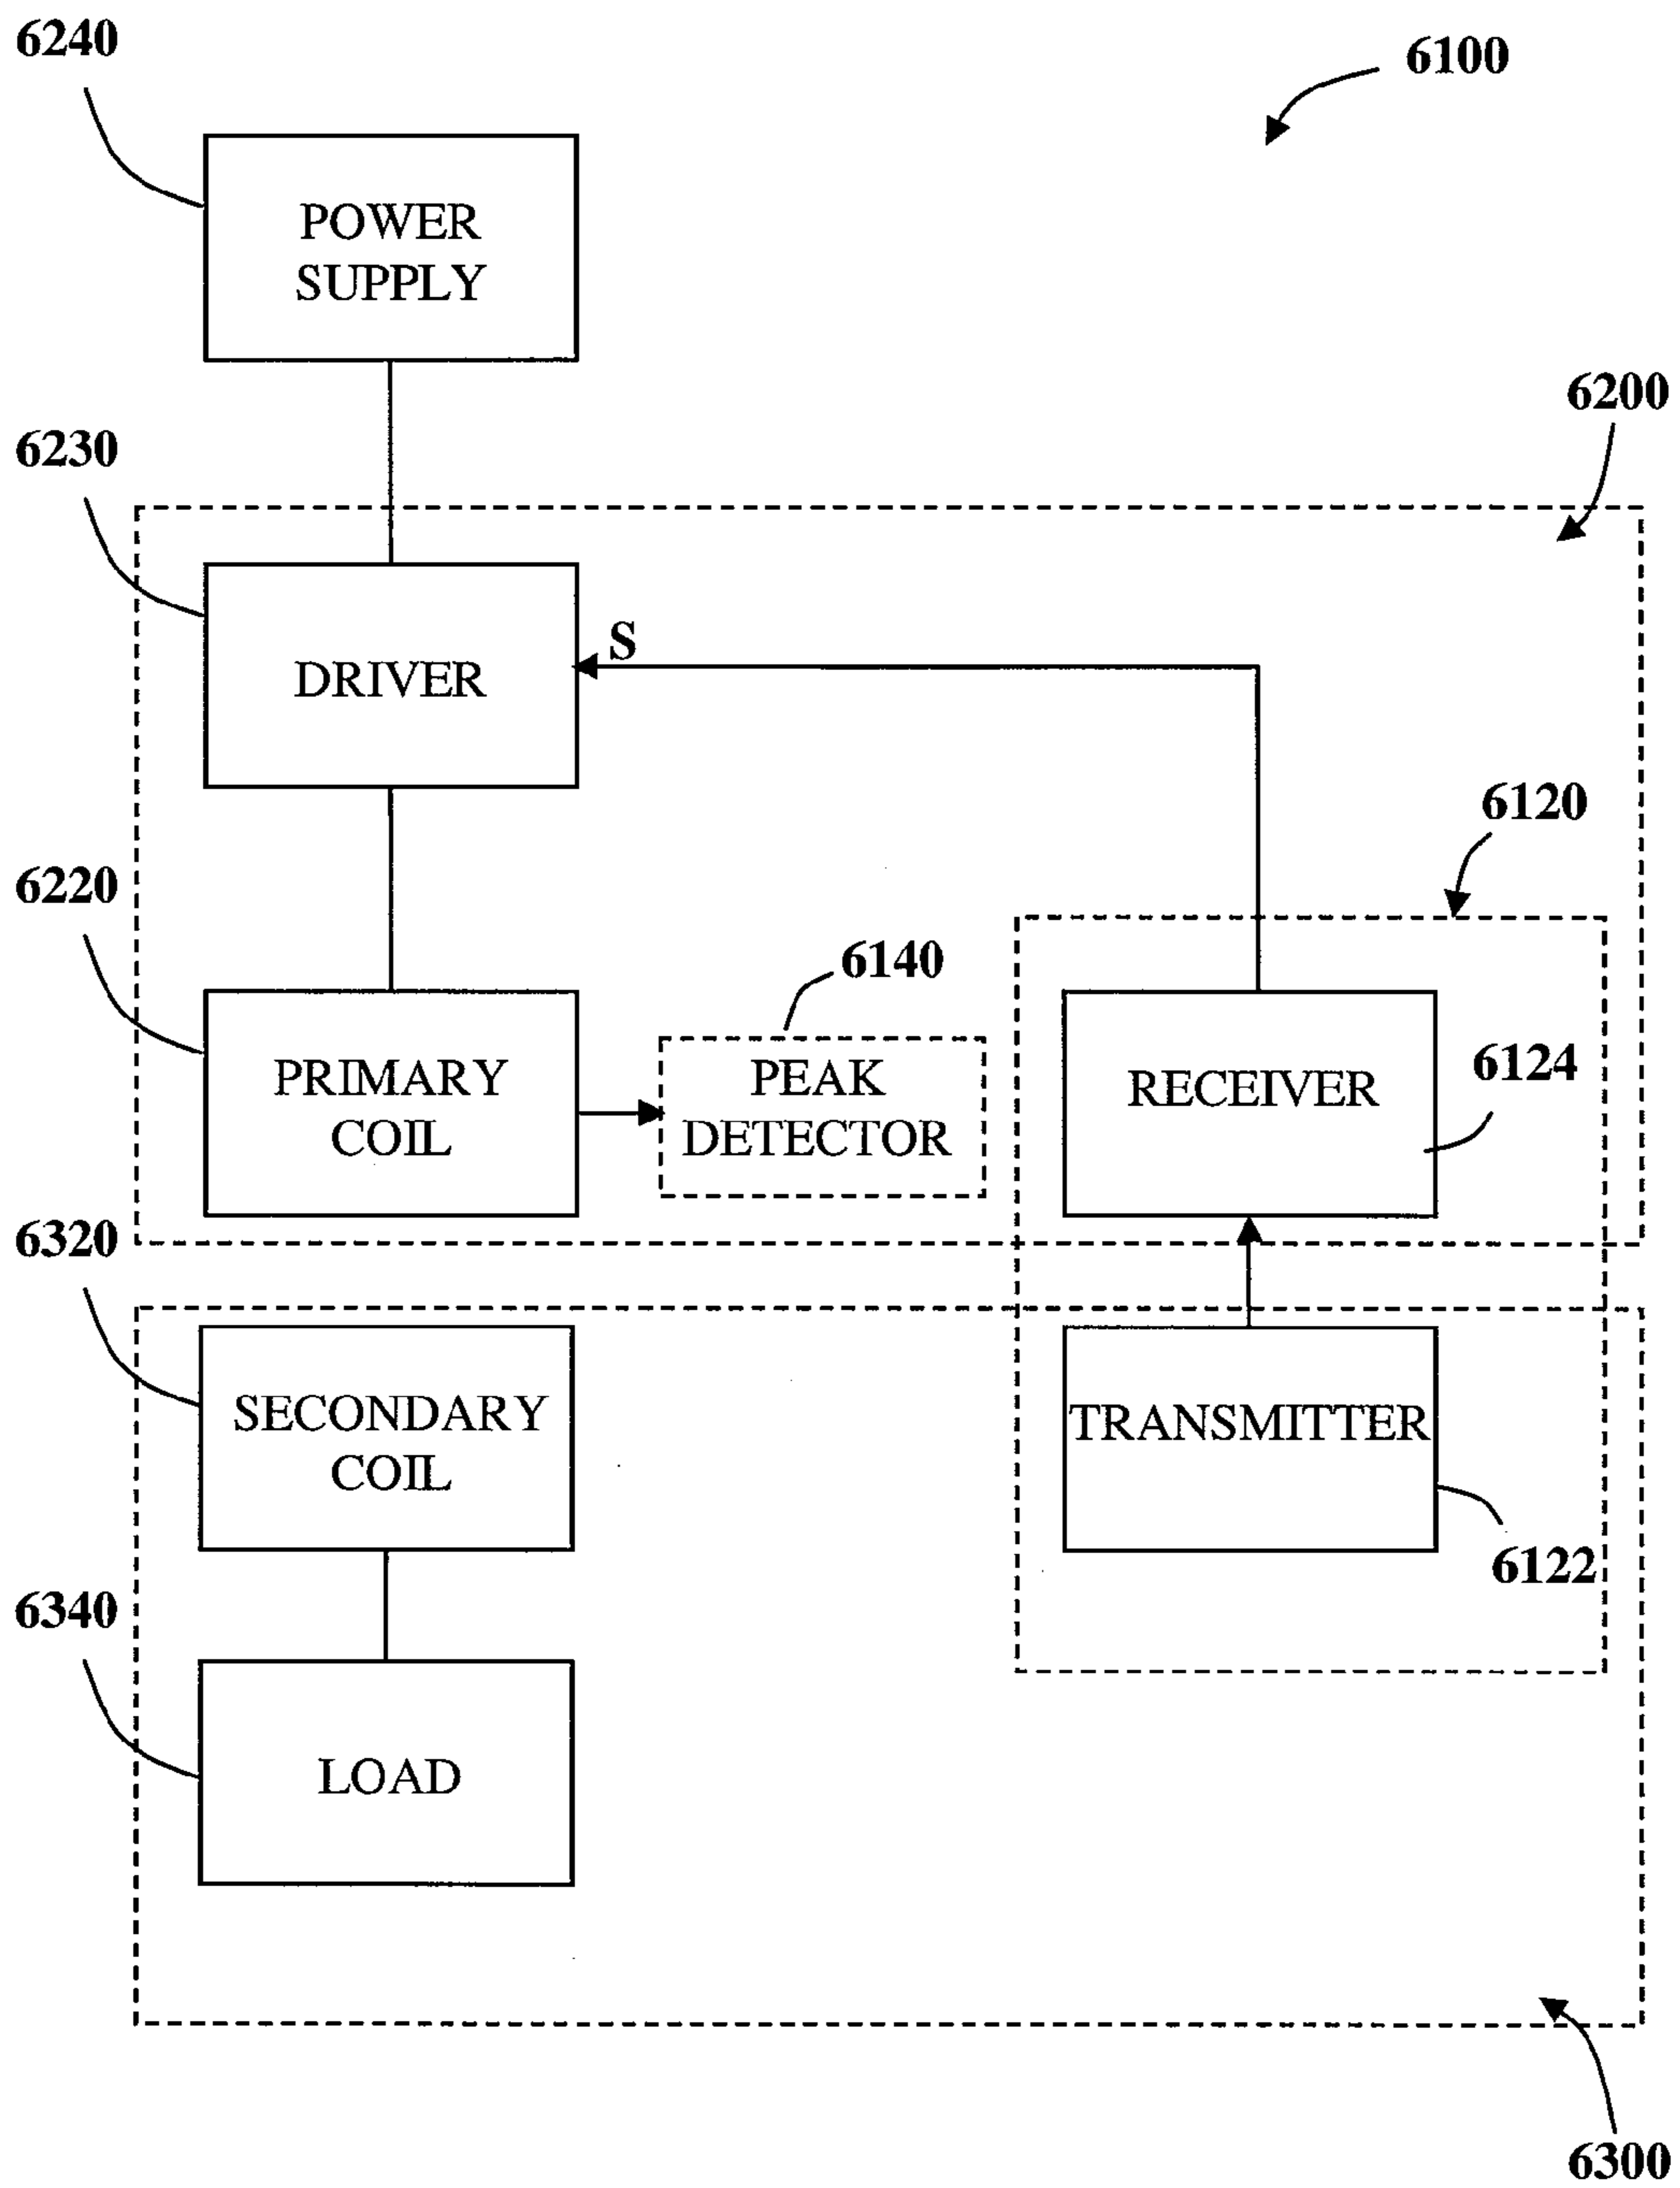 6240
6100
POWER
SUPPLY
6200
6230
S
DRIVER
6120
6220
6140
PRIMARY
COIL
PEAK
DETECTOR
RECEIVER
6124
6320
SECONDARY
COIL
TRANSMITTER
6122
6340
LOAD
6300